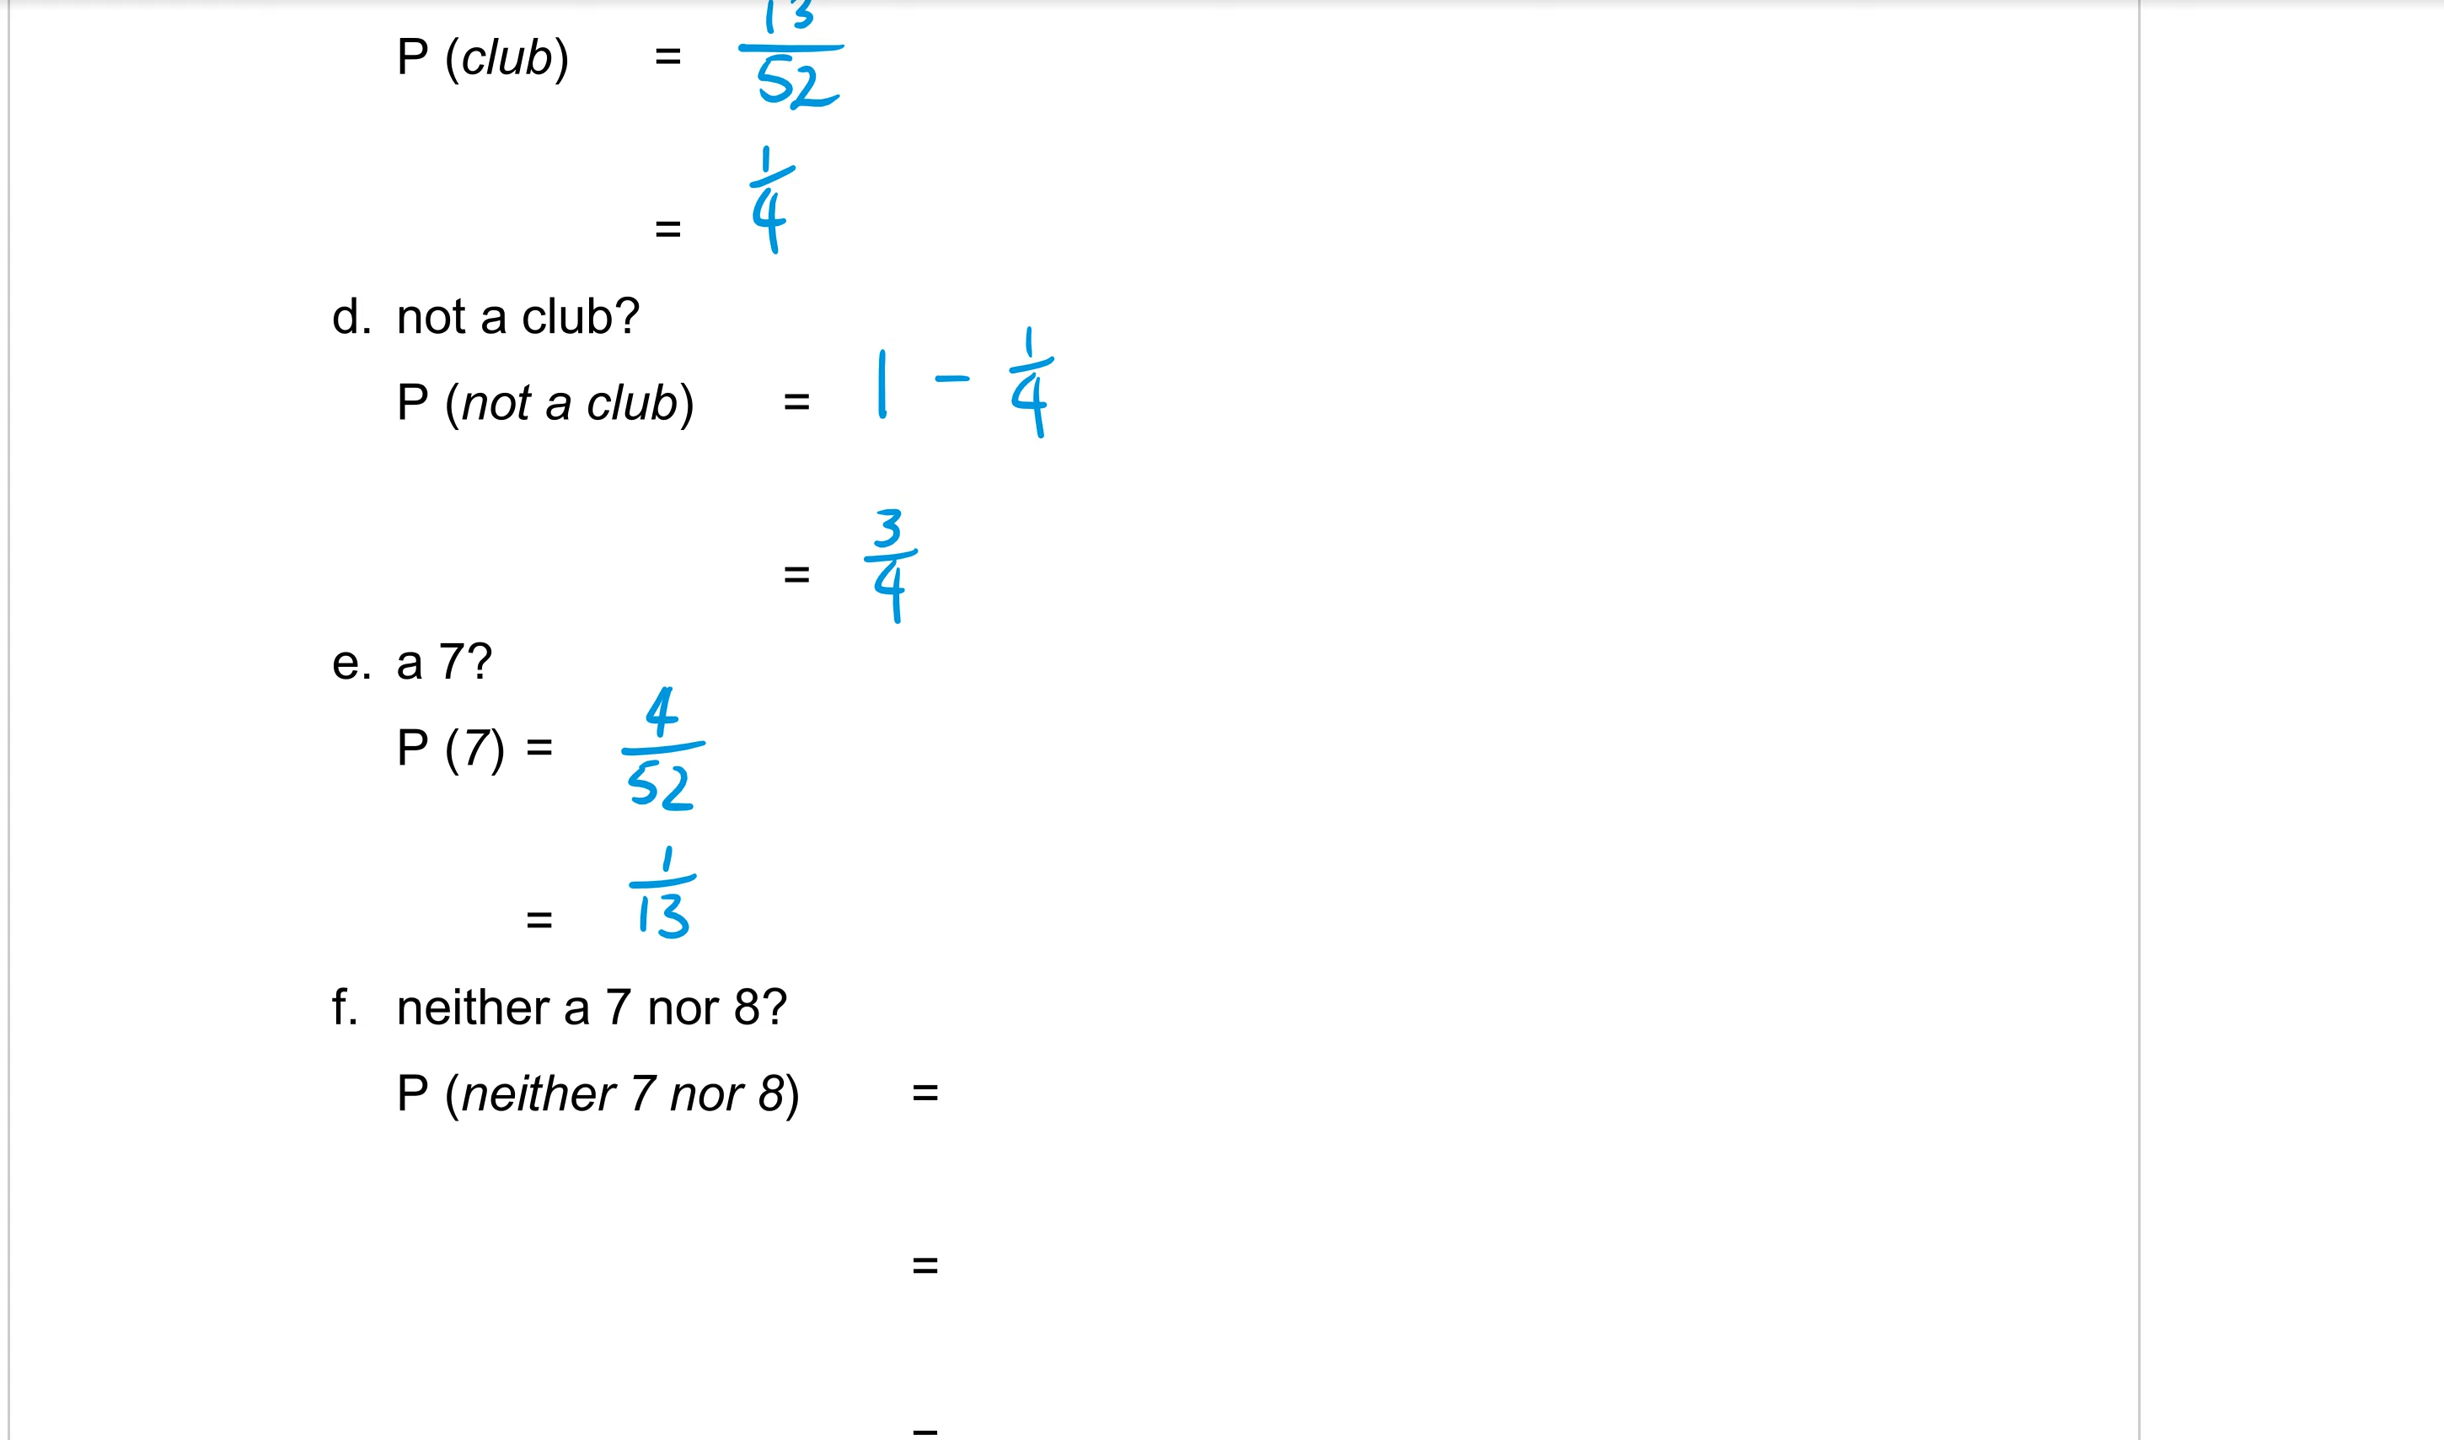 P (club) = 13/52
= 1/4
d. not a club?
P (not a club) = 1 - 1/4
= 3/4
e. a 7?
P (7) = 4/52
= 1/13
f. neither a 7 nor 8?
P (neither 7 nor 8) =
=